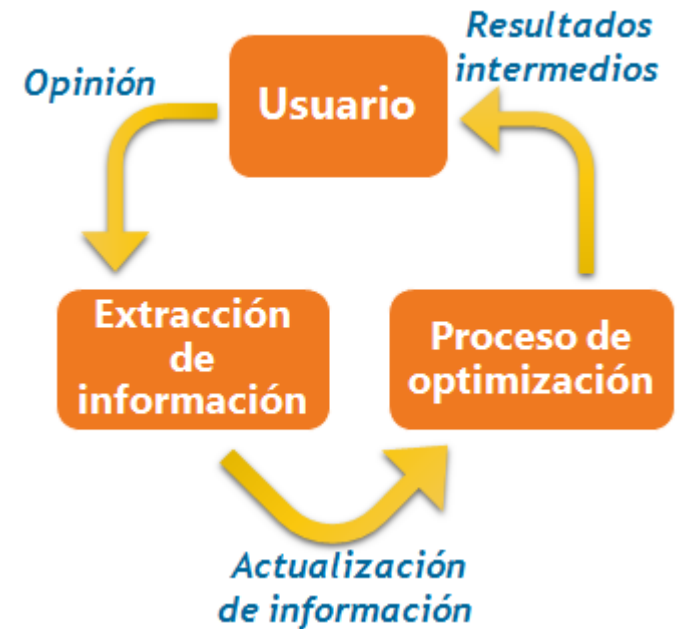 Resultados
intermedios
Opinión
Usuario
Extracción
de
información
Proceso de
optimización
Actualización
de información